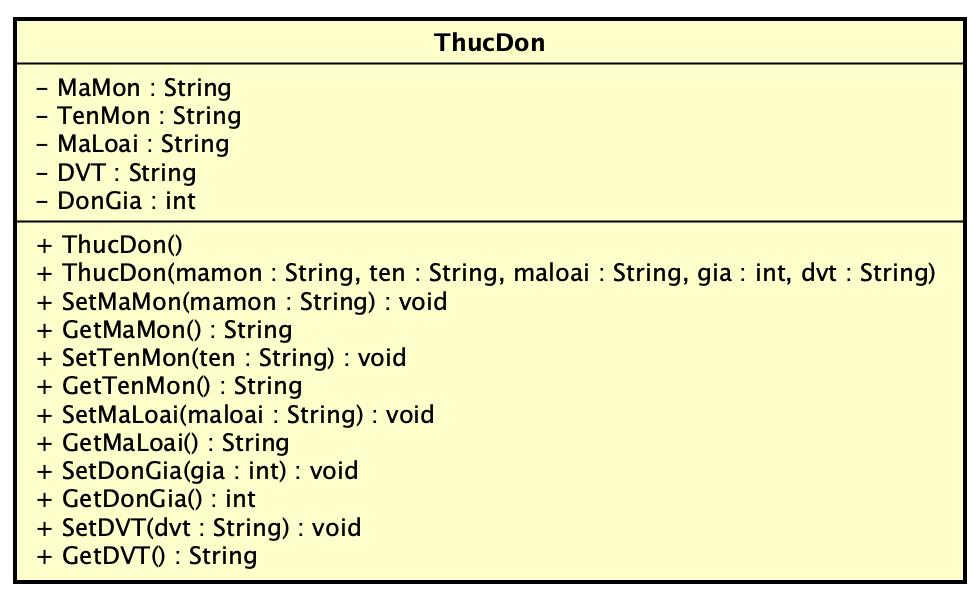 ThucDon
- MaMon : String
- TenMon : String
- MaLoai : String
- DVT : String
- DonGia : int
+ ThucDon()
+ ThucDon(mamon : String, ten : String, maloai : String, gia : int, dvt : String)
+ SetMaMon(mamon : String) : void
+ GetMaMon() : String
+ SetTenMon(ten : String) : void
+ GetTenMon() : String
+ SetMaLoai(maloai : String) : void
+ GetMaLoai() : String
+ SetDonGia(gia : int) : void
+ GetDonGia() : int
+ SetDVT(dvt : String) : void
+ GetDVT() : String